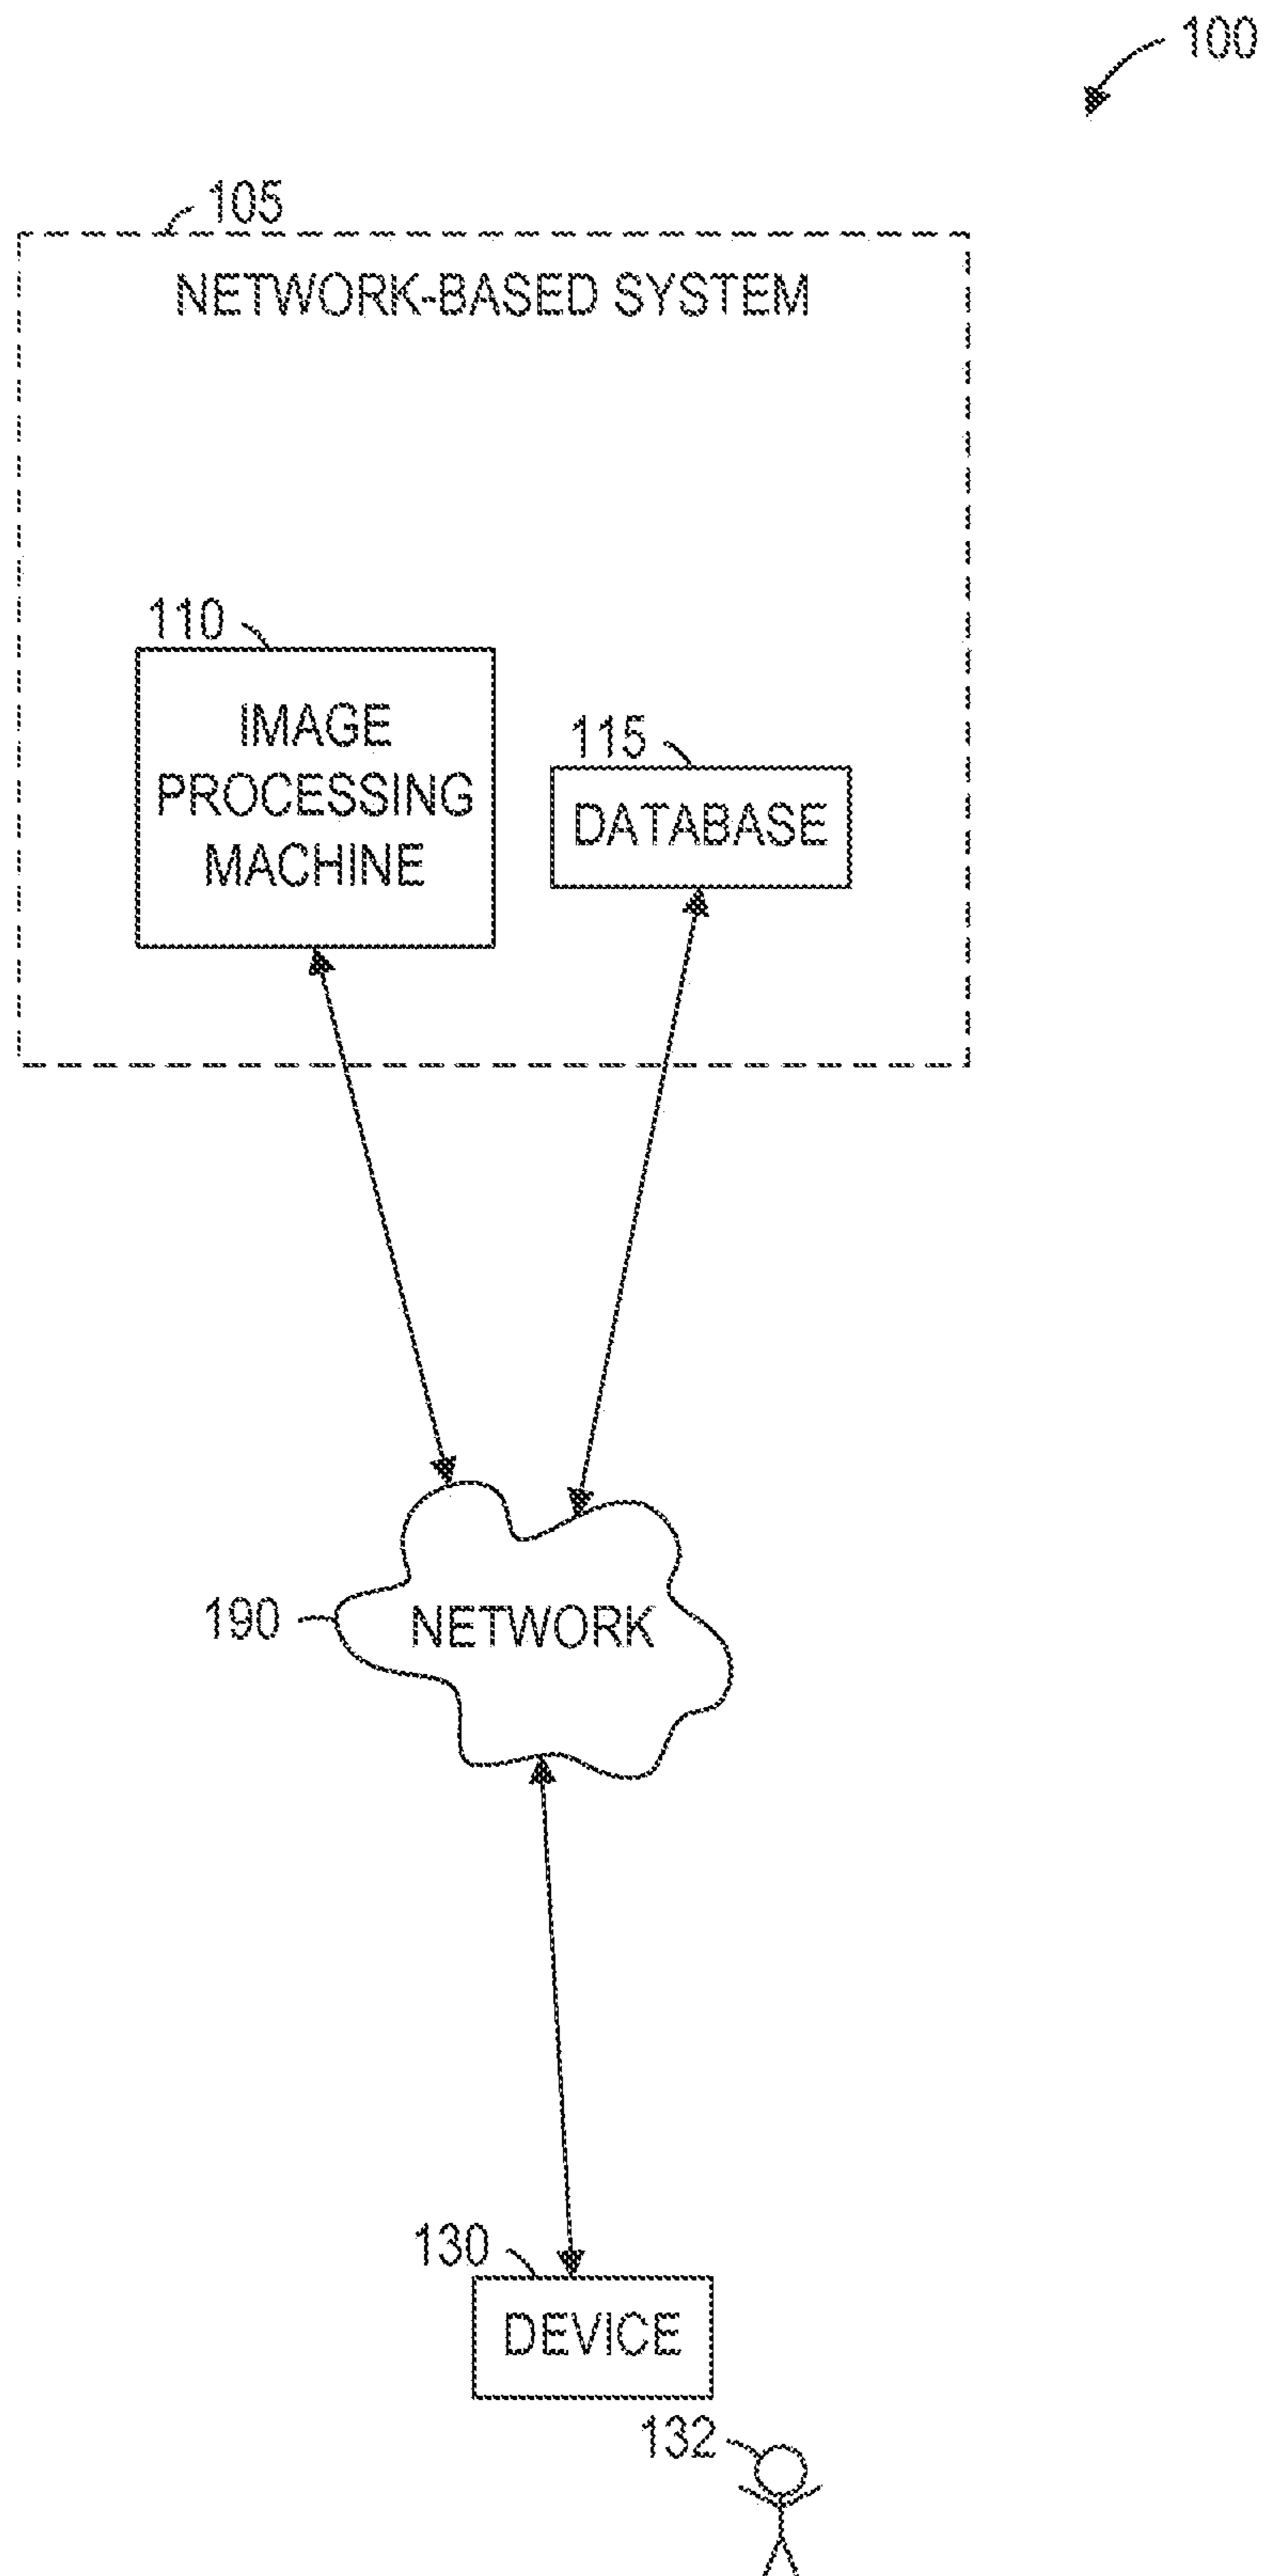 100
105
NETWORK-BASED SYSTEM
110
IMAGE
PROCESSING
MACHINE
115
DATABASE
190
NETWORK
130
DEVICE
132